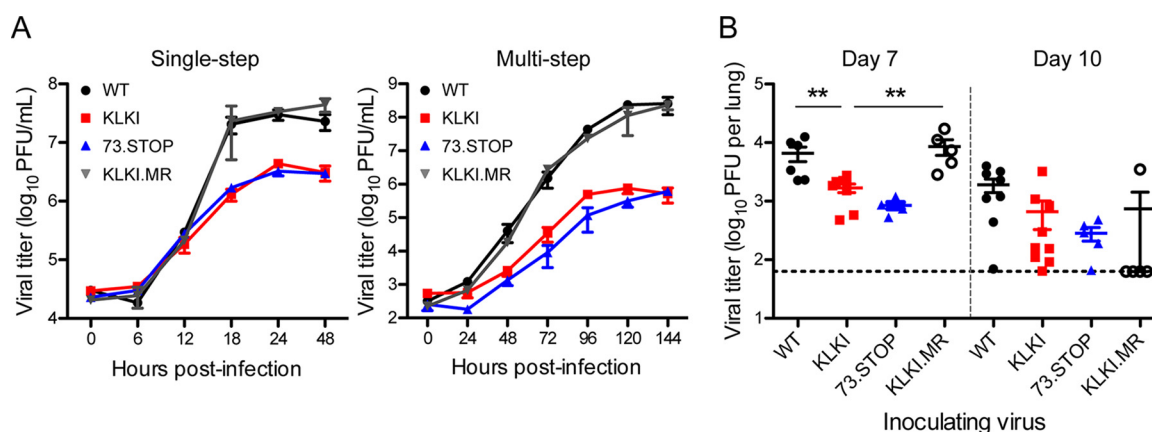 A
Single-step
Viral titer (log10 PFU/mL)
8
7
6
5
4
WT
KLKI
73.STOP
KLKI.MR
0 6 12 18 24 48
Hours post-infection
Multi-step
Viral titer (log10 PFU/mL)
9
8
7
6
5
4
3
2
WT
KLKI
73.STOP
KLKI.MR
0 24 48 72 96 120 144
Hours post-infection
B
Day 7 Day 10
Viral titer (log10 PFU per lung)
5
4
3
2
1
** **
WT KLKI 73.STOP KLKI.MR WT KLKI 73.STOP KLKI.MR
Inoculating virus